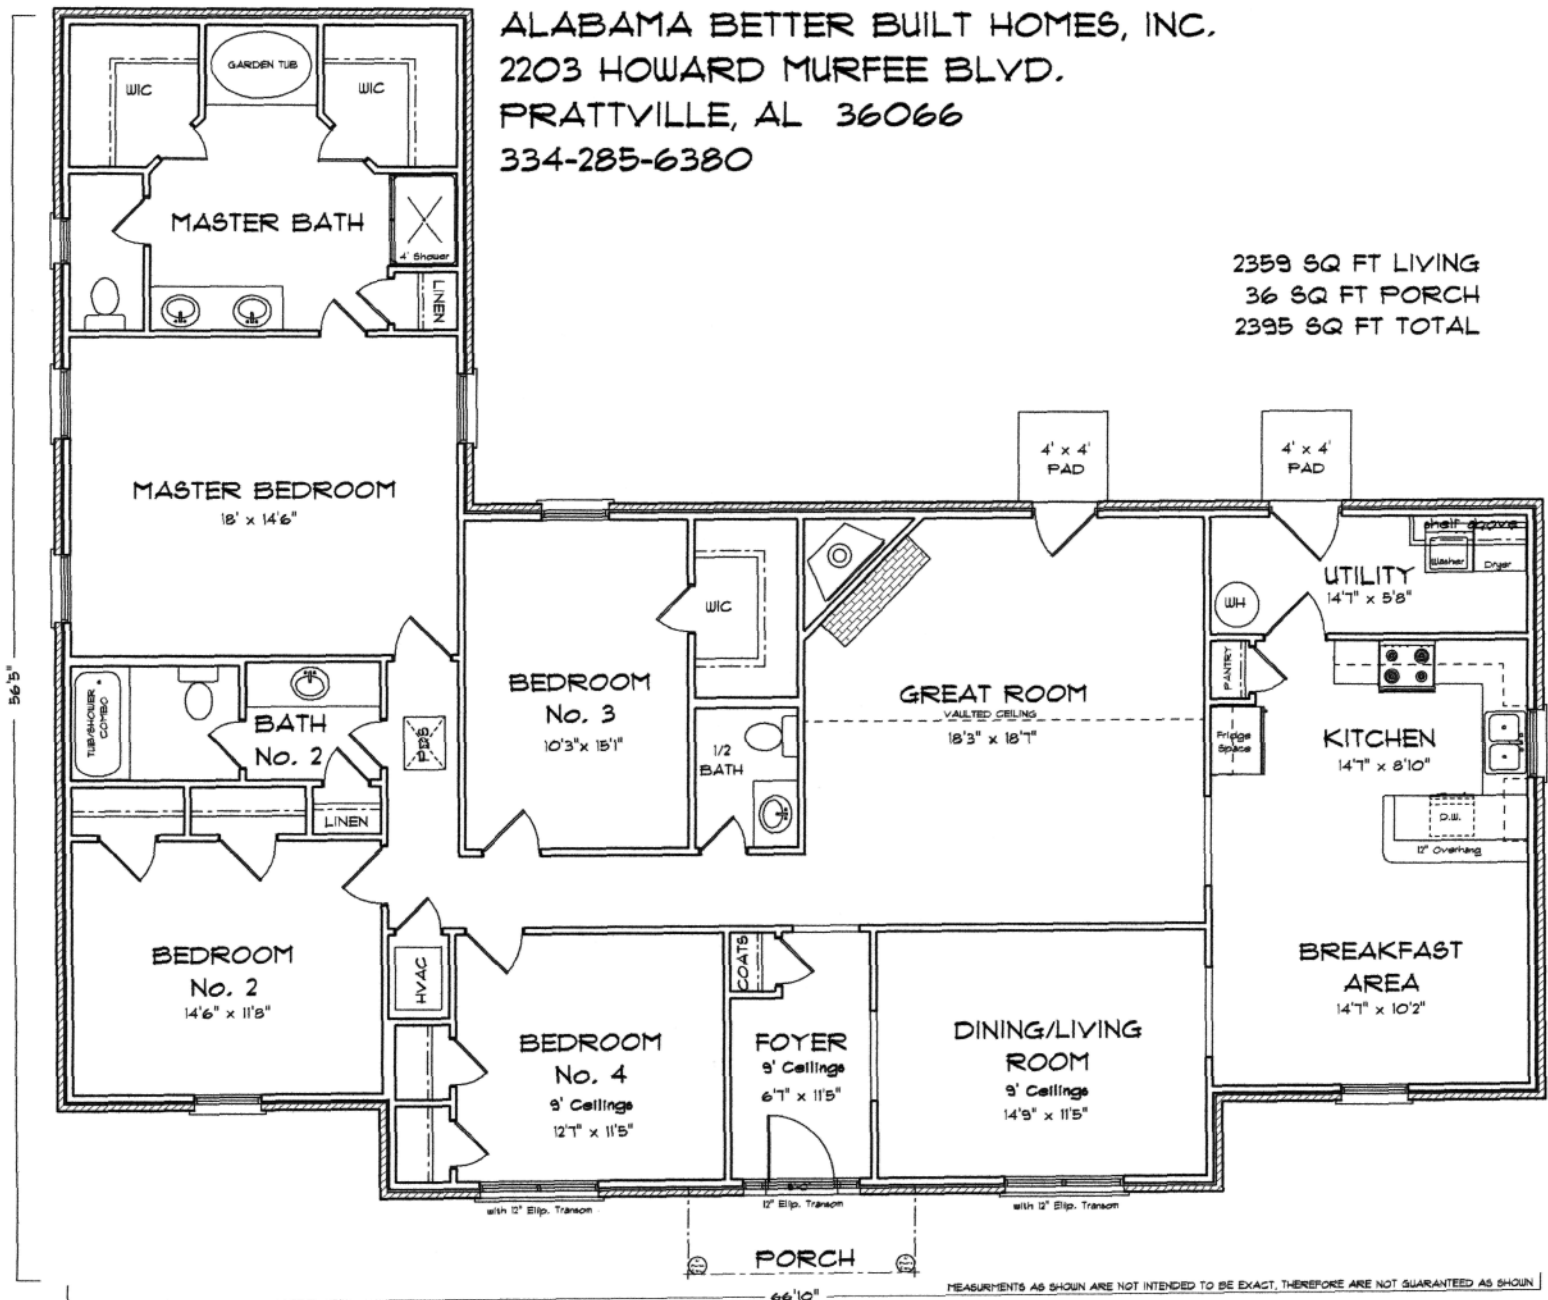 ALABAMA BETTER BUILT HOMES, INC.
2203 HOWARD MURFEE BLVD.
PRATTVILLE, AL 36066
334-285-6380
GARDEN TUB
WIC
WIC
MASTER BATH
4' Shower
LINEN
2359 SQ FT LIVING
36 SQ FT PORCH
2395 SQ FT TOTAL
4' x 4'
PAD
4' x 4'
PAD
MASTER BEDROOM
18' x 14'6"
shelf above
Washer
Dryer
UTILITY
14'7" x 5'8"
WH
WIC
56'5"
PANTRY
BEDROOM
No. 3
10'3" x 15'1"
GREAT ROOM
VAULTED CEILING
18'3" x 18'7"
TUB/SHOWER
COMBO
BATH
No. 2
1/2
BATH
Fridge
Space
KITCHEN
14'7" x 8'10"
LINEN
D.W.
12" Overhang
BEDROOM
No. 2
14'6" x 11'8"
HVAC
COATS
BREAKFAST
AREA
14'7" x 10'2"
BEDROOM
No. 4
9' Ceilings
12'7" x 11'5"
FOYER
9' Ceilings
6'7" x 11'5"
DINING/LIVING
ROOM
9' Ceilings
14'9" x 11'5"
with 12" Elip. Transom
12" Elip. Transom
with 12" Elip. Transom
PORCH
MEASURMENTS AS SHOWN ARE NOT INTENDED TO BE EXACT, THEREFORE ARE NOT GUARANTEED AS SHOWN
66'10"